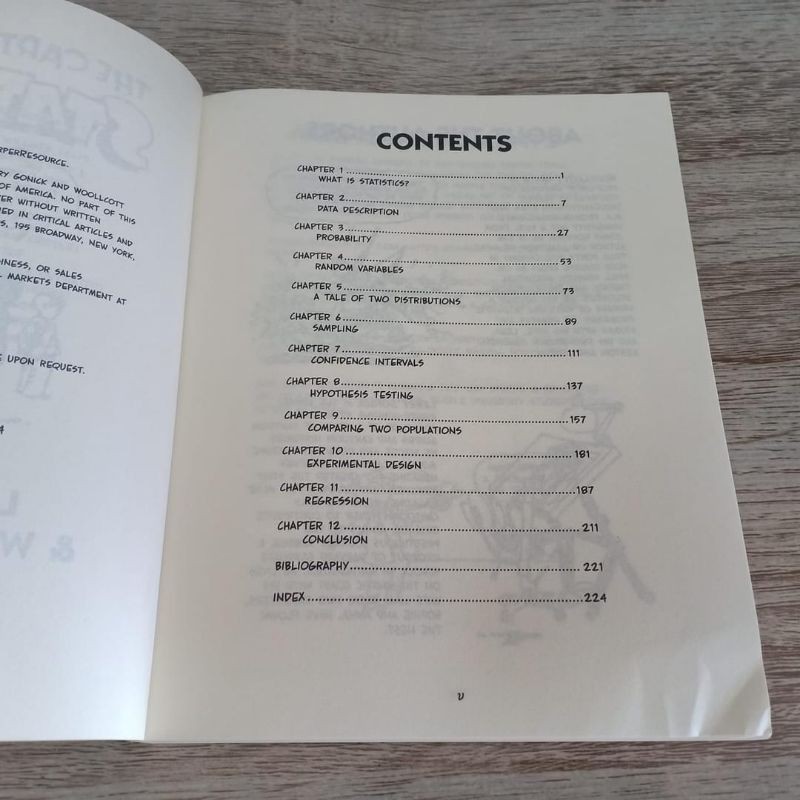 RPERRESOURCE.
RY GONICK AND WOOLLCOTT
OF AMERICA. NO PART OF THIS
TER WITHOUT WRITTEN
IED IN CRITICAL ARTICLES AND
S, 195 BROADWAY, NEW YORK,
INESS, OR SALES
L MARKETS DEPARTMENT AT
UPON REQUEST.
CONTENTS
CHAPTER 1 ........ 1
WHAT IS STATISTICS?
CHAPTER 2 ........ 7
DATA DESCRIPTION
CHAPTER 3 ........ 27
PROBABILITY
CHAPTER 4 ........ 53
RANDOM VARIABLES
CHAPTER 5 ........ 73
A TALE OF TWO DISTRIBUTIONS
CHAPTER 6 ........ 89
SAMPLING
CHAPTER 7 ........ 111
CONFIDENCE INTERVALS
CHAPTER 8 ........ 137
HYPOTHESIS TESTING
CHAPTER 9 ........ 157
COMPARING TWO POPULATIONS
CHAPTER 10 ........ 181
EXPERIMENTAL DESIGN
CHAPTER 11 ........ 187
REGRESSION
CHAPTER 12 ........ 211
CONCLUSION
BIBLIOGRAPHY ........ 221
INDEX ........ 224
v